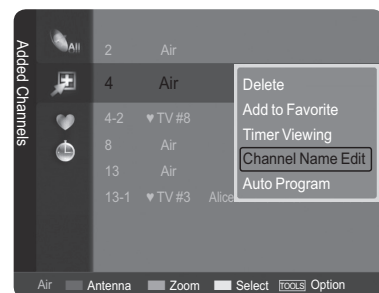 Added Channels
All
2 Air
4 Air
4-2 ♥ TV #8
8 Air
13 Air
13-1 ♥ TV #3 Alice
Delete
Add to Favorite
Timer Viewing
Channel Name Edit
Auto Program
Air Antenna Zoom Select TOOLS Option